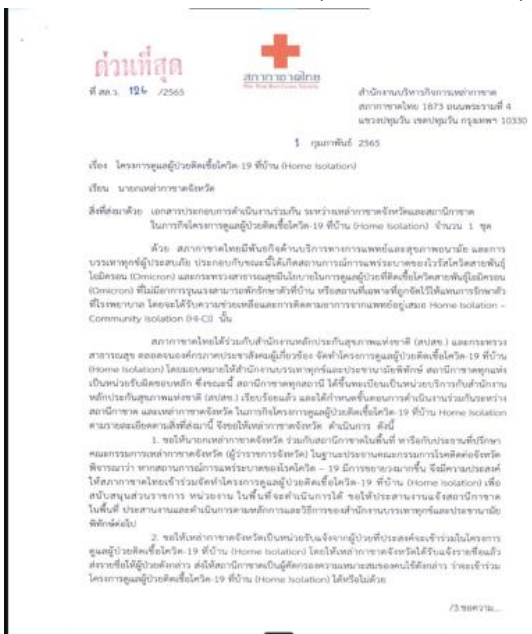 ด่วนที่สุด
สภากาชาดไทย
The Thai Red Cross Society
ที่ สล.ว. 126 /2565
สำนักงานบริหารกิจการเหล่ากาชาด
สภากาชาดไทย 1873 ถนนพระรามที่ 4
แขวงปทุมวัน เขตปทุมวัน กรุงเทพฯ 10330
1 กุมภาพันธ์ 2565
เรื่อง โครงการดูแลผู้ป่วยติดเชื้อโควิด-19 ที่บ้าน (Home Isolation)
เรียน นายกเหล่ากาชาดจังหวัด
สิ่งที่ส่งมาด้วย เอกสารประกอบการดำเนินงานร่วมกัน ระหว่างเหล่ากาชาดจังหวัดและสถานีกาชาด
ในภารกิจโครงการดูแลผู้ป่วยติดเชื้อโควิด-19 ที่บ้าน (Home Isolation) จำนวน 1 ชุด
ด้วย สภากาชาดไทยมีพันธกิจด้านบริการทางการแพทย์และสุขภาพอนามัย และการ
บรรเทาทุกข์ผู้ประสบภัย ประกอบกับขณะนี้ได้เกิดสถานการณ์การแพร่ระบาดของไวรัสโควิดสายพันธุ์
โอมิครอน (Omicron) และกระทรวงสาธารณสุขมีนโยบายในการดูแลผู้ป่วยที่ติดเชื้อโควิดสายพันธุ์โอมิครอน
(Omicron) ที่ไม่มีอาการรุนแรงสามารถพักรักษาตัวที่บ้าน หรือสถานที่เฉพาะที่ถูกจัดไว้ให้แทนการรักษาตัว
ที่โรงพยาบาล โดยจะได้รับความช่วยเหลือและการติดตามอาการจากแพทย์อยู่เสมอ Home Isolation –
Community Isolation (HI-CI) นั้น
สภากาชาดไทยได้ร่วมกับสำนักงานหลักประกันสุขภาพแห่งชาติ (สปสช.) และกระทรวง
สาธารณสุข ตลอดจนองค์กรภาคประชาสังคมผู้เกี่ยวข้อง จัดทำโครงการดูแลผู้ป่วยติดเชื้อโควิด-19 ที่บ้าน
(Home Isolation) โดยมอบหมายให้สำนักงานบรรเทาทุกข์และประชานามัยพิทักษ์ สถานีกาชาดทุกแห่ง
เป็นหน่วยรับผิดชอบหลัก ซึ่งขณะนี้ สถานีกาชาดทุกสถานี ได้ขึ้นทะเบียนเป็นหน่วยบริการกับสำนักงาน
หลักประกันสุขภาพแห่งชาติ (สปสช.) เรียบร้อยแล้ว และได้กำหนดขั้นตอนการดำเนินงานร่วมกันระหว่าง
สถานีกาชาด และเหล่ากาชาดจังหวัด ในภารกิจโครงการดูแลผู้ป่วยติดเชื้อโควิด-19 ที่บ้าน Home Isolation
ตามรายละเอียดตามสิ่งที่ส่งมานี้ จึงขอให้เหล่ากาชาดจังหวัด ดำเนินการ ดังนี้
1. ขอให้นายกเหล่ากาชาดจังหวัด ร่วมกับสถานีกาชาดในพื้นที่ หารือกับประธานที่ปรึกษา
คณะกรรมการเหล่ากาชาดจังหวัด (ผู้ว่าราชการจังหวัด) ในฐานะประธานคณะกรรมการโรคติดต่อจังหวัด
พิจารณาว่า หากสถานการณ์การแพร่ระบาดของโรคโควิด – 19 มีการขยายวงมากขึ้น จึงมีความประสงค์
ให้สภากาชาดไทยเข้าร่วมจัดทำโครงการดูแลผู้ป่วยติดเชื้อโควิด-19 ที่บ้าน (Home Isolation) เพื่อ
สนับสนุนส่วนราชการ หน่วยงาน ในพื้นที่จะดำเนินการได้ ขอให้ประสานงานแจ้งสถานีกาชาด
ในพื้นที่ ประสานงานและดำเนินการตามหลักการและวิธีการของสำนักงานบรรเทาทุกข์และประชานามัย
พิทักษ์ต่อไป
2. ขอให้เหล่ากาชาดจังหวัดเป็นหน่วยรับแจ้งจากผู้ป่วยที่ประสงค์จะเข้าร่วมในโครงการ
ดูแลผู้ป่วยติดเชื้อโควิด-19 ที่บ้าน (Home Isolation) โดยให้เหล่ากาชาดจังหวัดได้รับแจ้งรายชื่อแล้ว
ส่งรายชื่อให้ผู้ป่วยดังกล่าว ส่งให้สถานีกาชาดเป็นผู้คัดกรองความเหมาะสมของคนไข้ดังกล่าว ว่าจะเข้าร่วม
โครงการดูแลผู้ป่วยติดเชื้อโควิด-19 ที่บ้าน (Home Isolation) ได้หรือไม่ด้วย
/3.ขอความ...